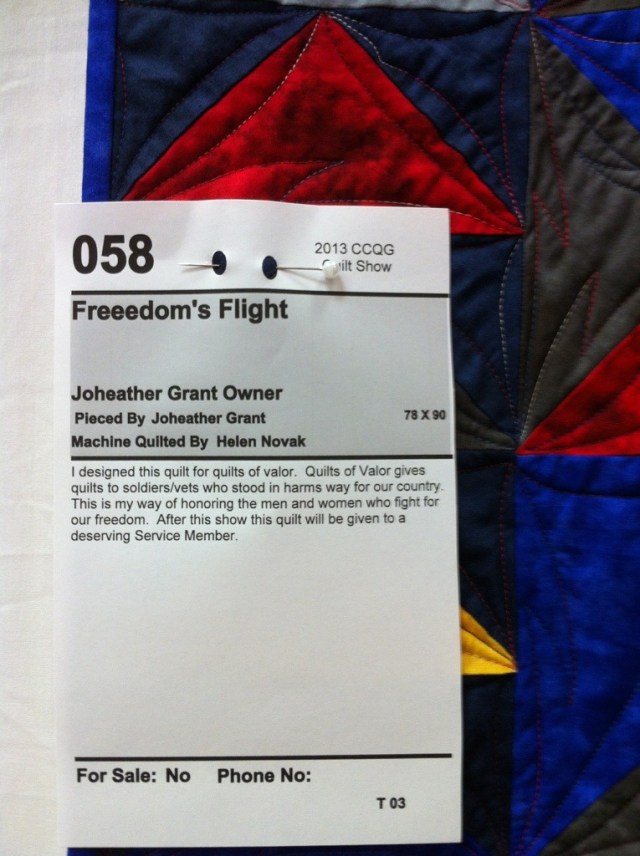 058
2013 CCQG
Quilt Show
Freeedom's Flight
Joheather Grant Owner
Pieced By Joheather Grant
78 X 90
Machine Quilted By Helen Novak
I designed this quilt for quilts of valor. Quilts of Valor gives
quilts to soldiers/vets who stood in harms way for our country.
This is my way of honoring the men and women who fight for
our freedom. After this show this quilt will be given to a
deserving Service Member.
For Sale: No Phone No:
T 03